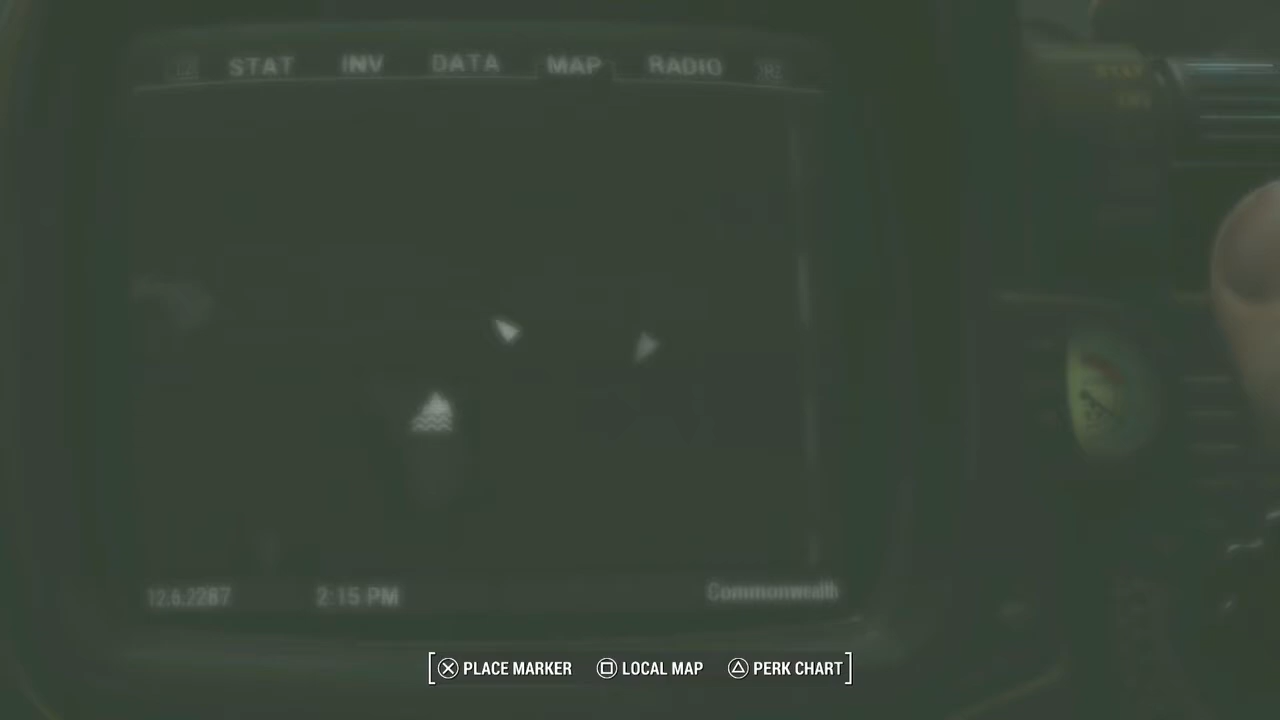 STAT INV DATA MAP RADIO
12.6.2287 2:15 PM Commonwealth
PLACE MARKER LOCAL MAP PERK CHART